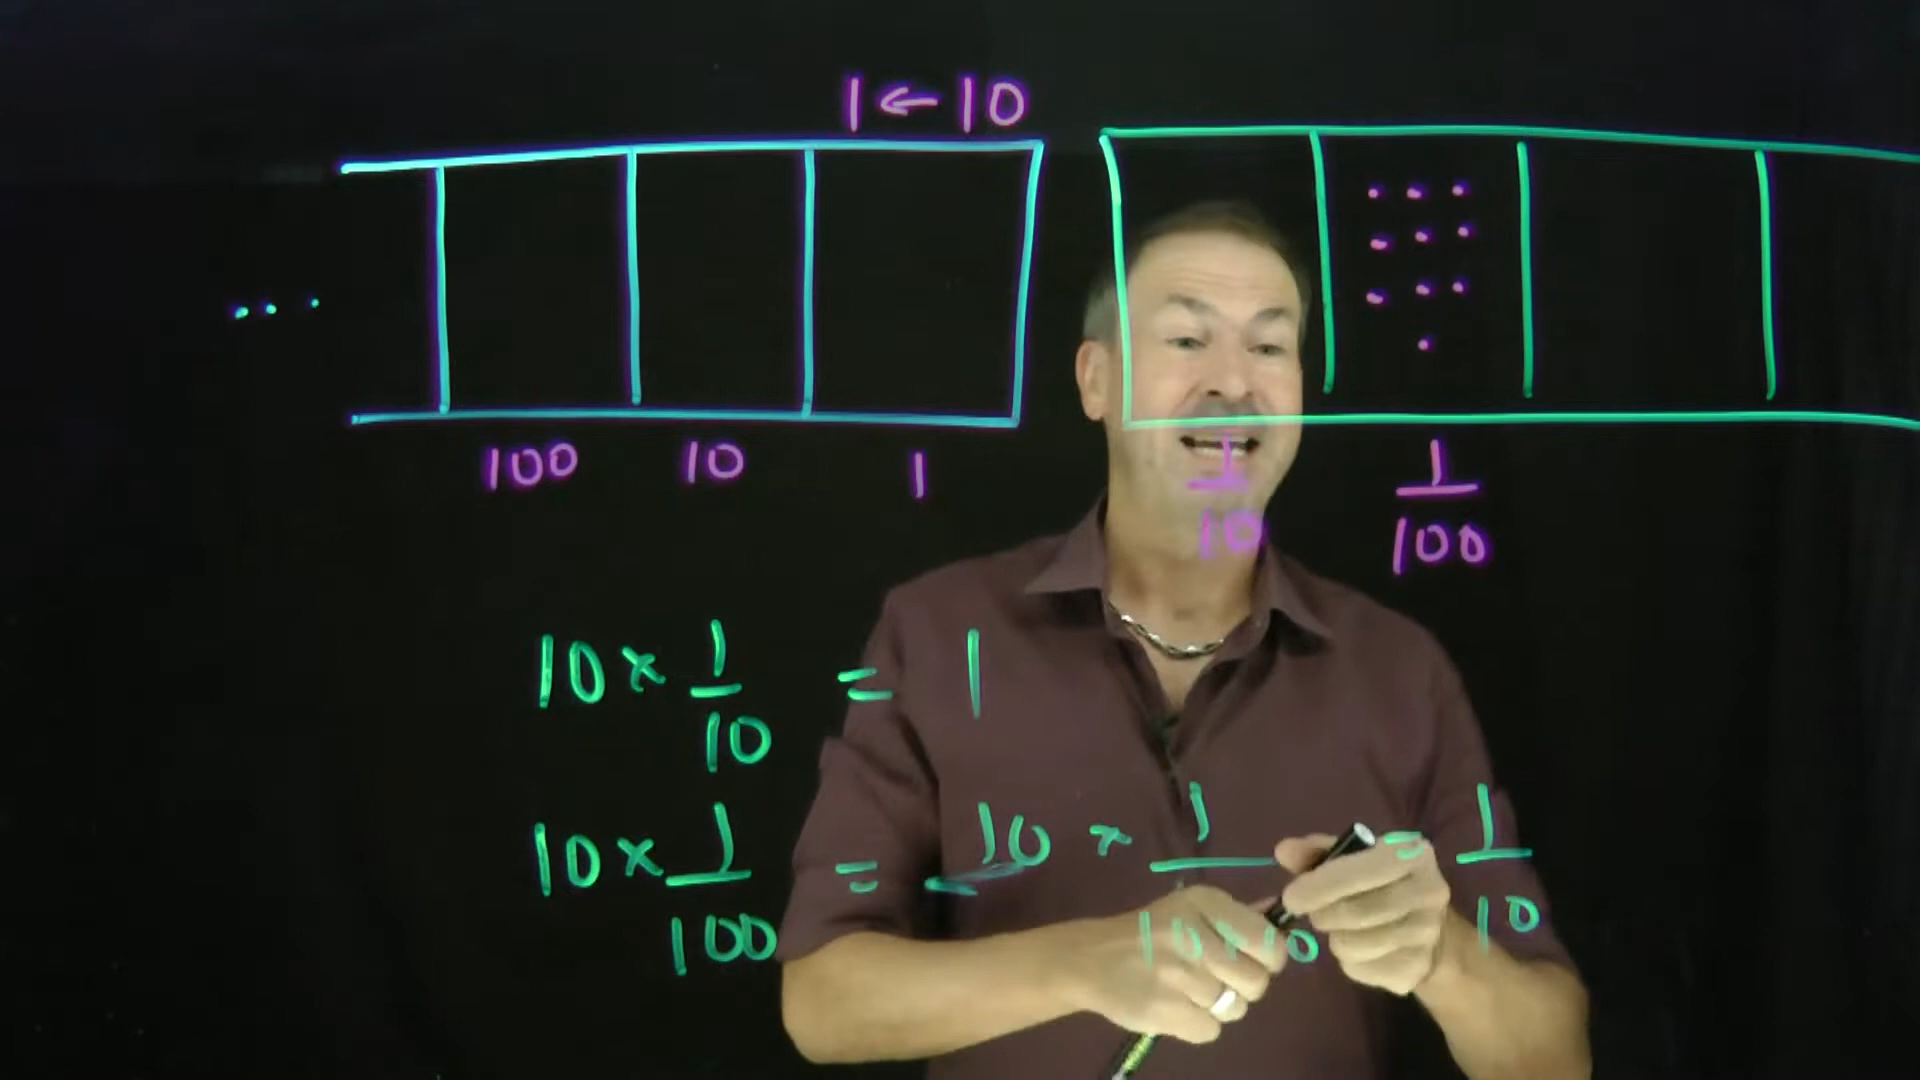 1 ← 10
...
100 10 1 1/10 1/100
10 × 1/10 = 1
10 × 1/100 = 10 × 1/10×10 = 1/10